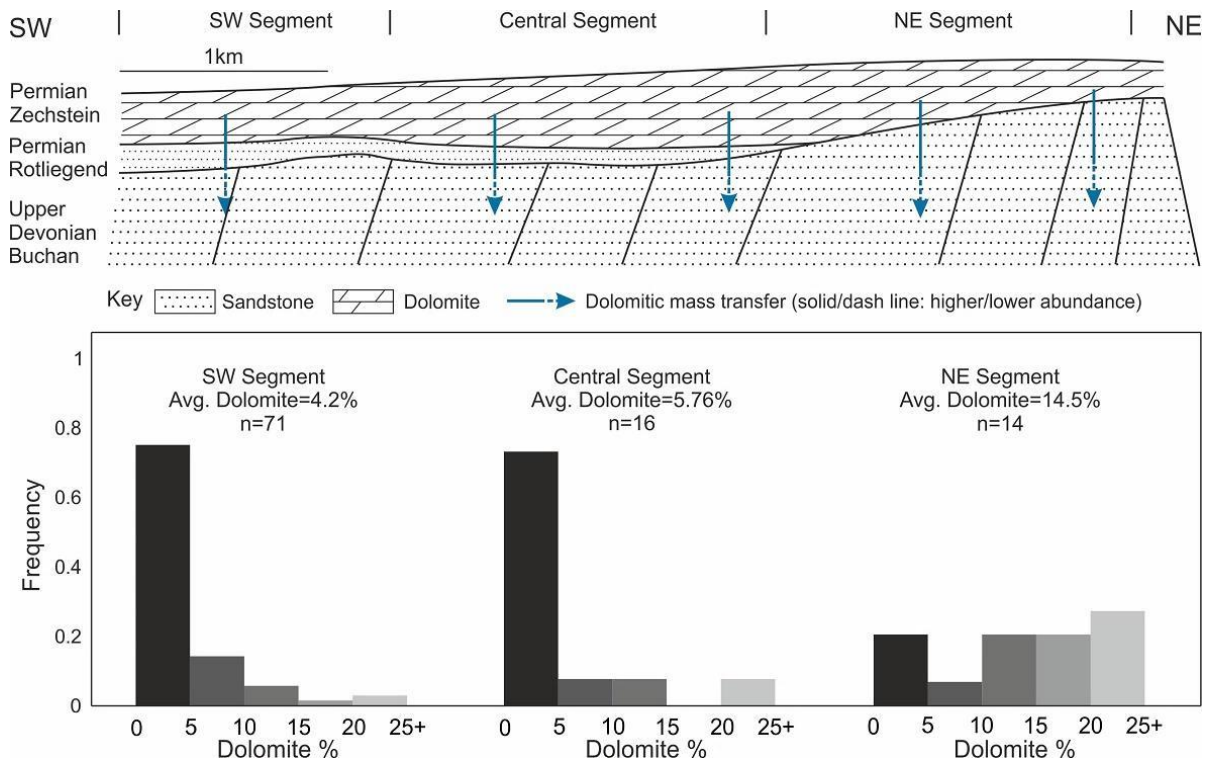 SW
SW Segment
Central Segment
NE Segment
NE
1km
Permian
Zechstein
Permian
Rotliegend
Upper
Devonian
Buchan
Key
Sandstone
Dolomite
Dolomitic mass transfer (solid/dash line: higher/lower abundance)
Frequency
1
0.8
0.6
0.4
0.2
0
SW Segment
Avg. Dolomite=4.2%
n=71
0 5 10 15 20 25+
Dolomite %
Central Segment
Avg. Dolomite=5.76%
n=16
0 5 10 15 20 25+
Dolomite %
NE Segment
Avg. Dolomite=14.5%
n=14
0 5 10 15 20 25+
Dolomite %